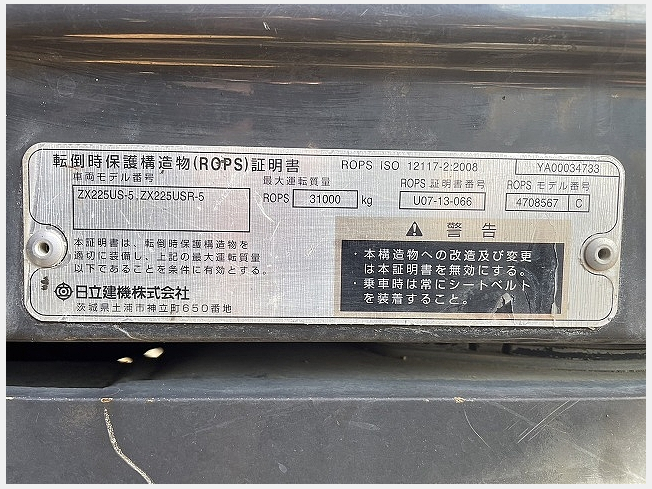 転倒時保護構造物(ROPS)証明書 ROPS ISO 12117-2:2008 YA00034733
車両モデル番号 最大運転質量 ROPS 証明書番号 ROPS モデル番号
ZX225US-5, ZX225USR-5 ROPS 31000 kg U07-13-066 4708567 C
本証明書は、転倒時保護構造物を
適切に装備し、上記の最大運転質量
以下であることを条件に有効とする。
日立建機株式会社
茨城県土浦市神立町650番地
警告
・本構造物への改造及び変更
は本証明書を無効にする。
・乗車時は常にシートベルト
を装着すること。